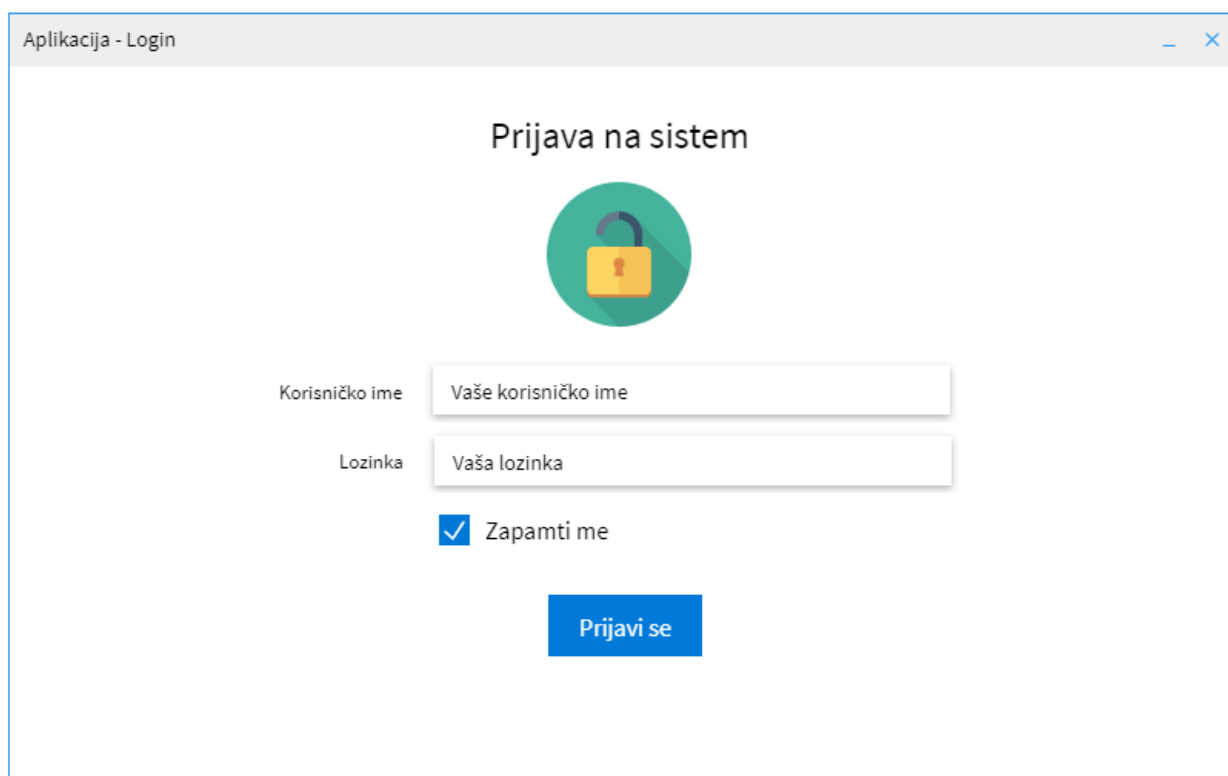 Aplikacija - Login
Prijava na sistem
Korisničko ime
Vaše korisničko ime
Lozinka
Vaša lozinka
Zapamti me
Prijavi se